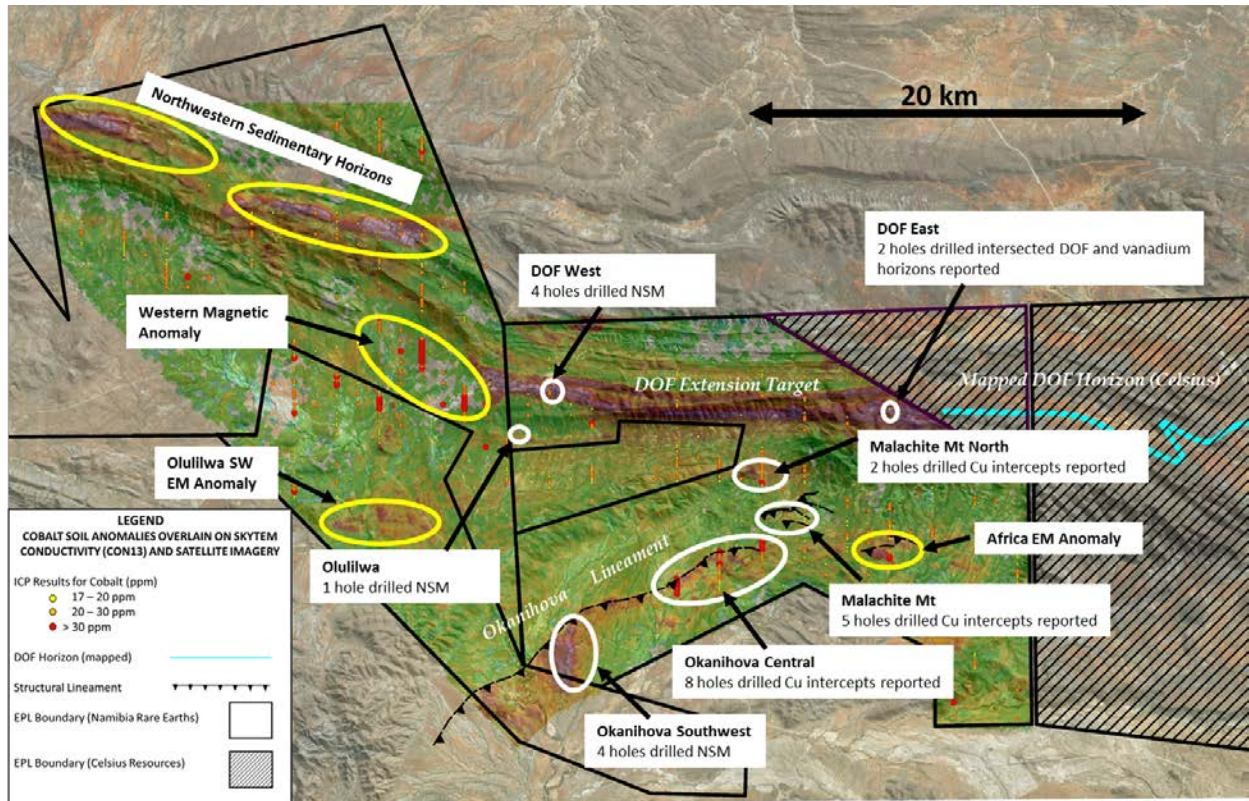 20 km
Northwestern Sedimentary Horizons
DOF East
2 holes drilled intersected DOF and vanadium
horizons reported
DOF West
4 holes drilled NSM
Western Magnetic
Anomaly
DOF Extension Target
Mapped DOF Horizon (Celsius)
Malachite Mt North
2 holes drilled Cu intercepts reported
Olulilwa SW
EM Anomaly
Africa EM Anomaly
Olulilwa
1 hole drilled NSM
Okanihova
Lineament
Malachite Mt
5 holes drilled Cu intercepts reported
Okanihova Central
8 holes drilled Cu intercepts reported
Okanihova Southwest
4 holes drilled NSM
LEGEND
COBALT SOIL ANOMALIES OVERLAIN ON SKYTEM
CONDUCTIVITY (CON13) AND SATELLITE IMAGERY
ICP Results for Cobalt (ppm)
17 – 20 ppm
20 – 30 ppm
> 30 ppm
DOF Horizon (mapped)
Structural Lineament
EPL Boundary (Namibia Rare Earths)
EPL Boundary (Celsius Resources)